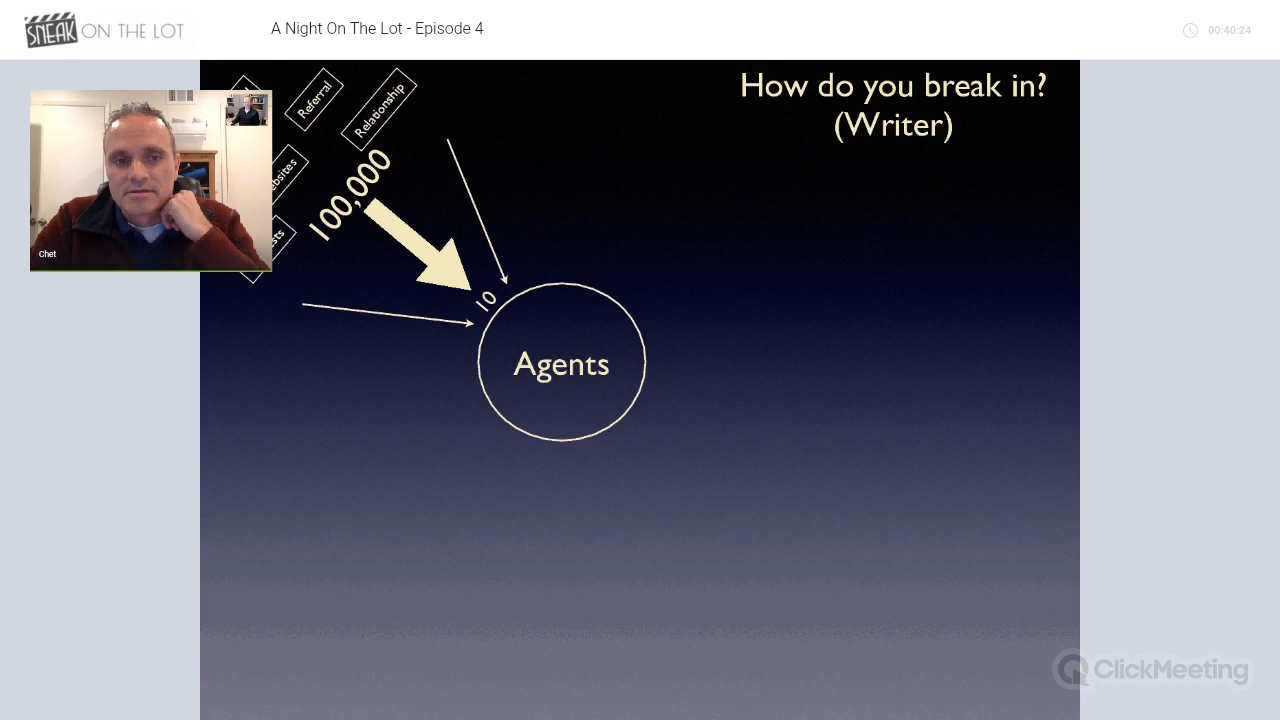 SNEAK ON THE LOT
A Night On The Lot - Episode 4
00:40:24
How do you break in?
(Writer)
Referral
Relationship
100,000
10
Agents
Chet
ClickMeeting